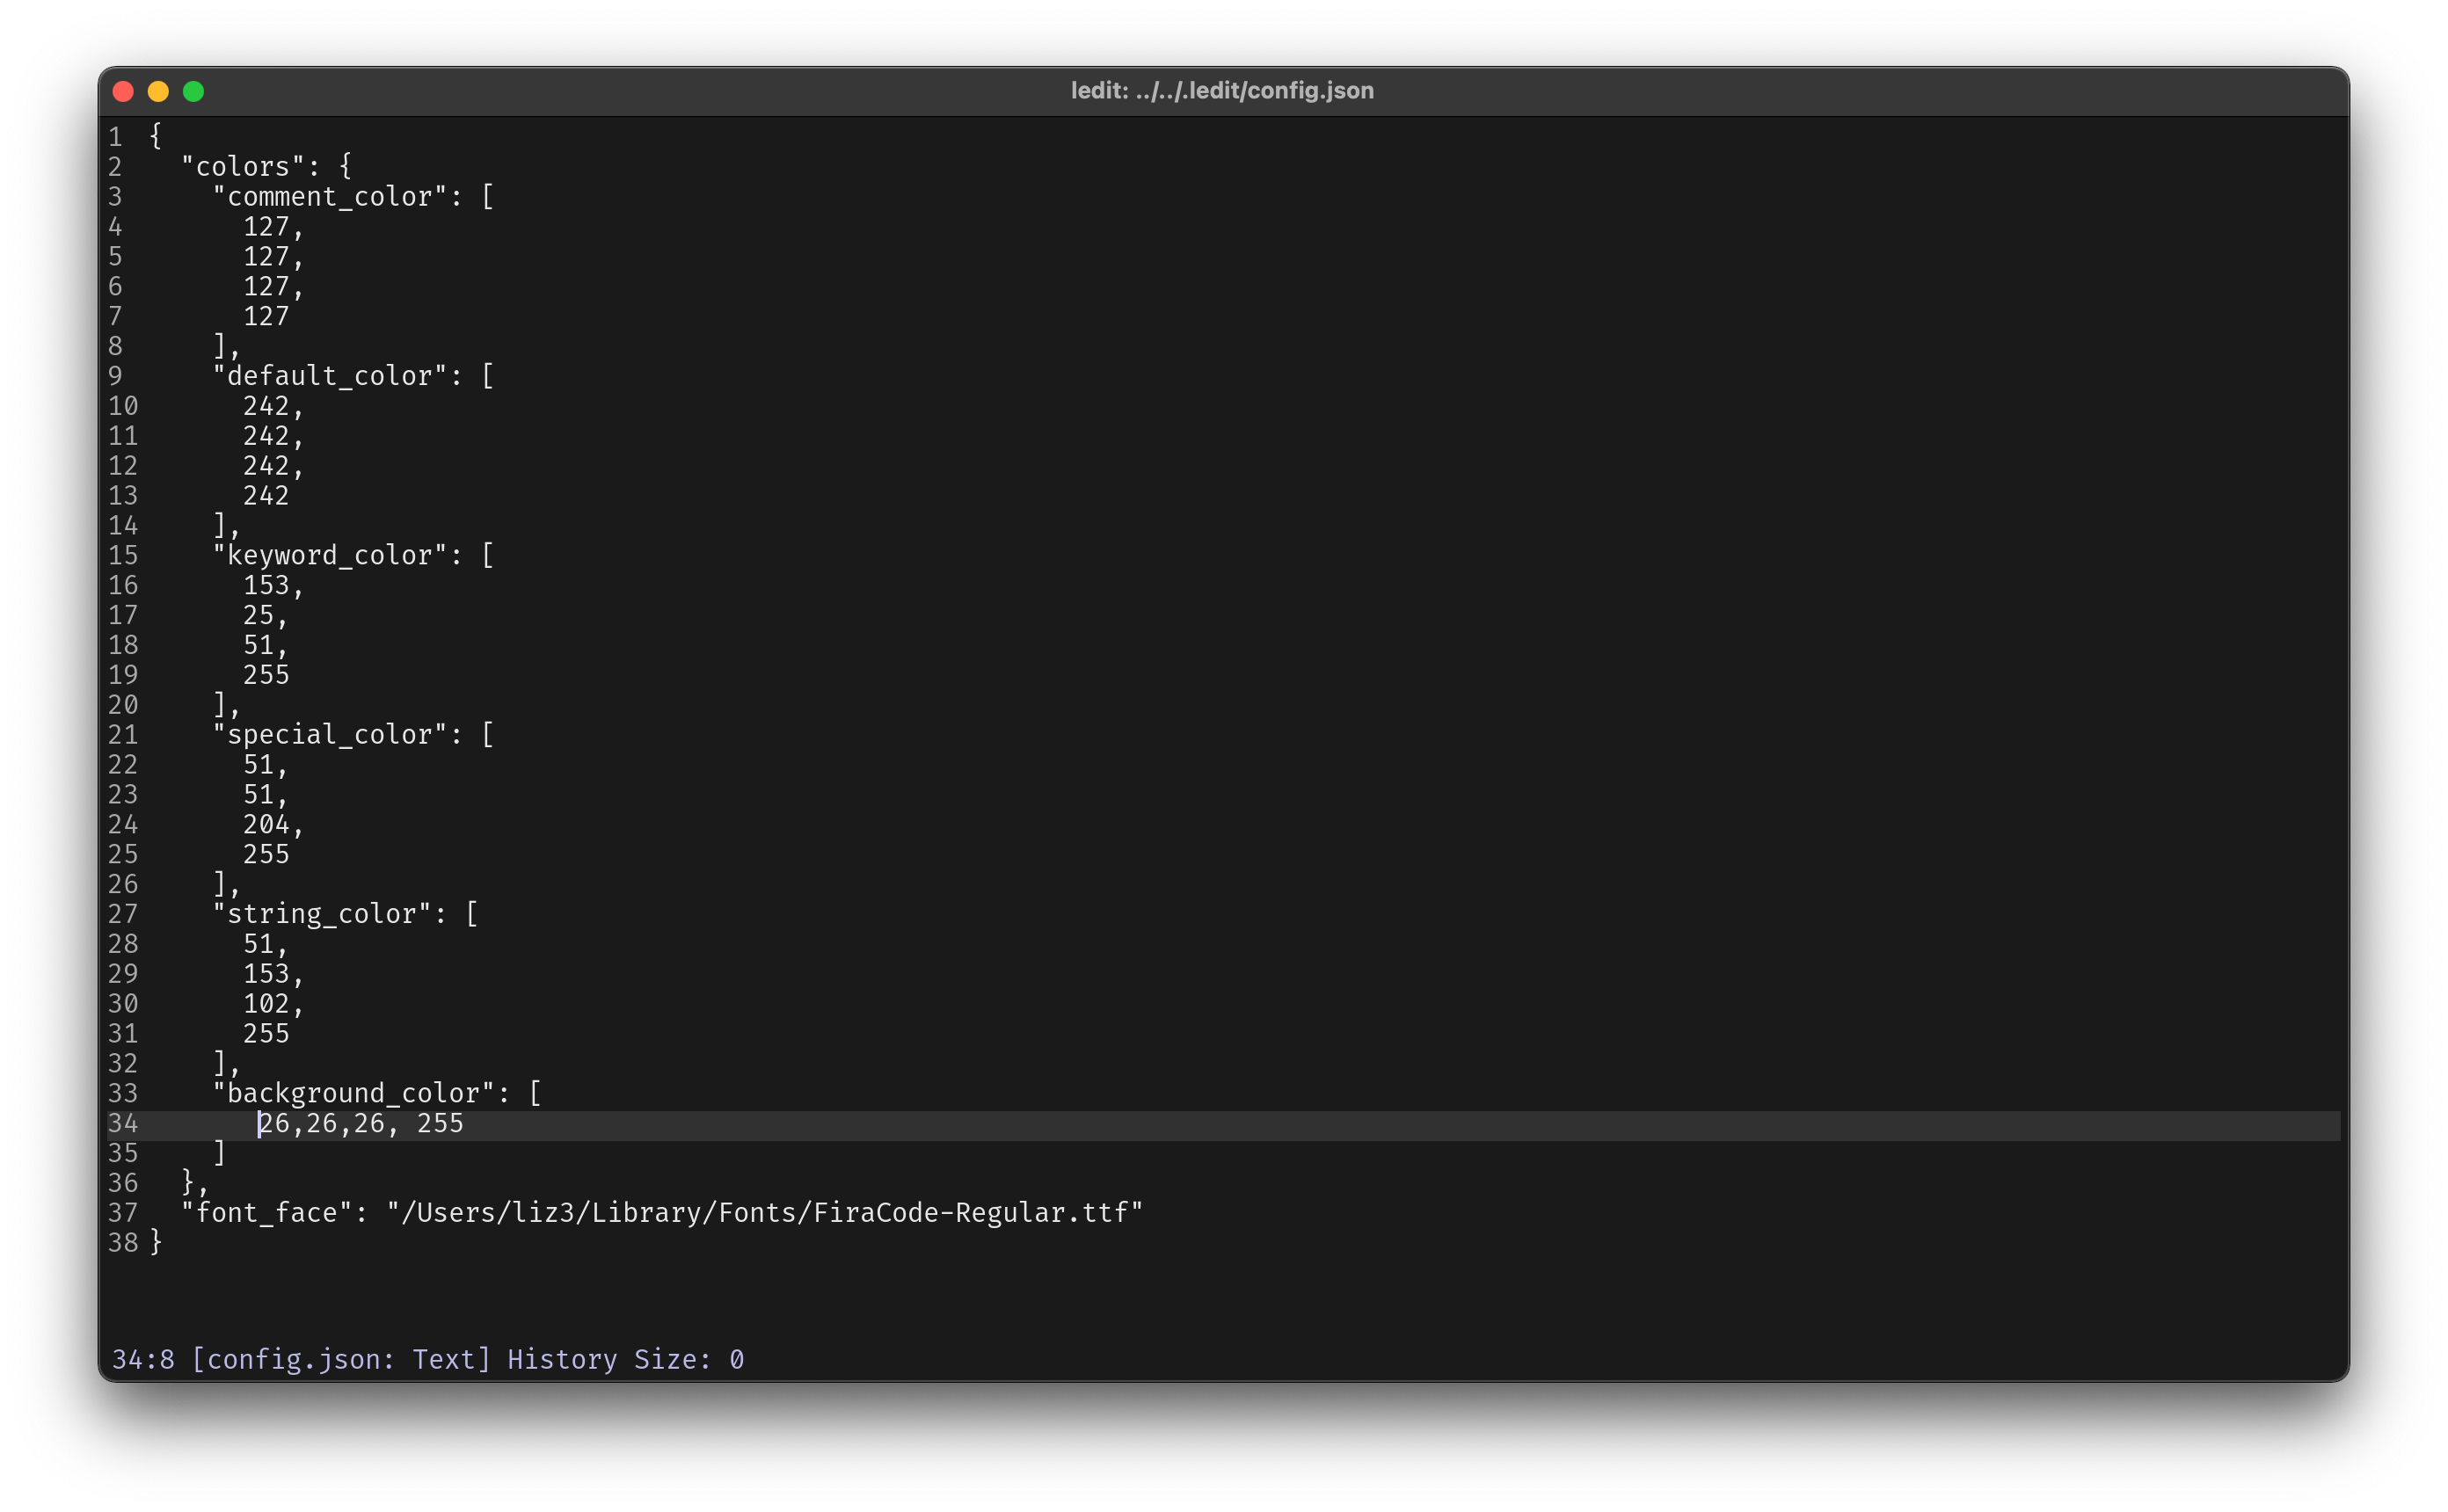 ledit: ../../.ledit/config.json
1 {
2   "colors": {
3     "comment_color": [
4       127,
5       127,
6       127,
7       127
8     ],
9     "default_color": [
10       242,
11       242,
12       242,
13       242
14     ],
15     "keyword_color": [
16       153,
17       25,
18       51,
19       255
20     ],
21     "special_color": [
22       51,
23       51,
24       204,
25       255
26     ],
27     "string_color": [
28       51,
29       153,
30       102,
31       255
32     ],
33     "background_color": [
34        26,26,26, 255
35     ]
36   },
37   "font_face": "/Users/liz3/Library/Fonts/FiraCode-Regular.ttf"
38 }
34:8 [config.json: Text] History Size: 0